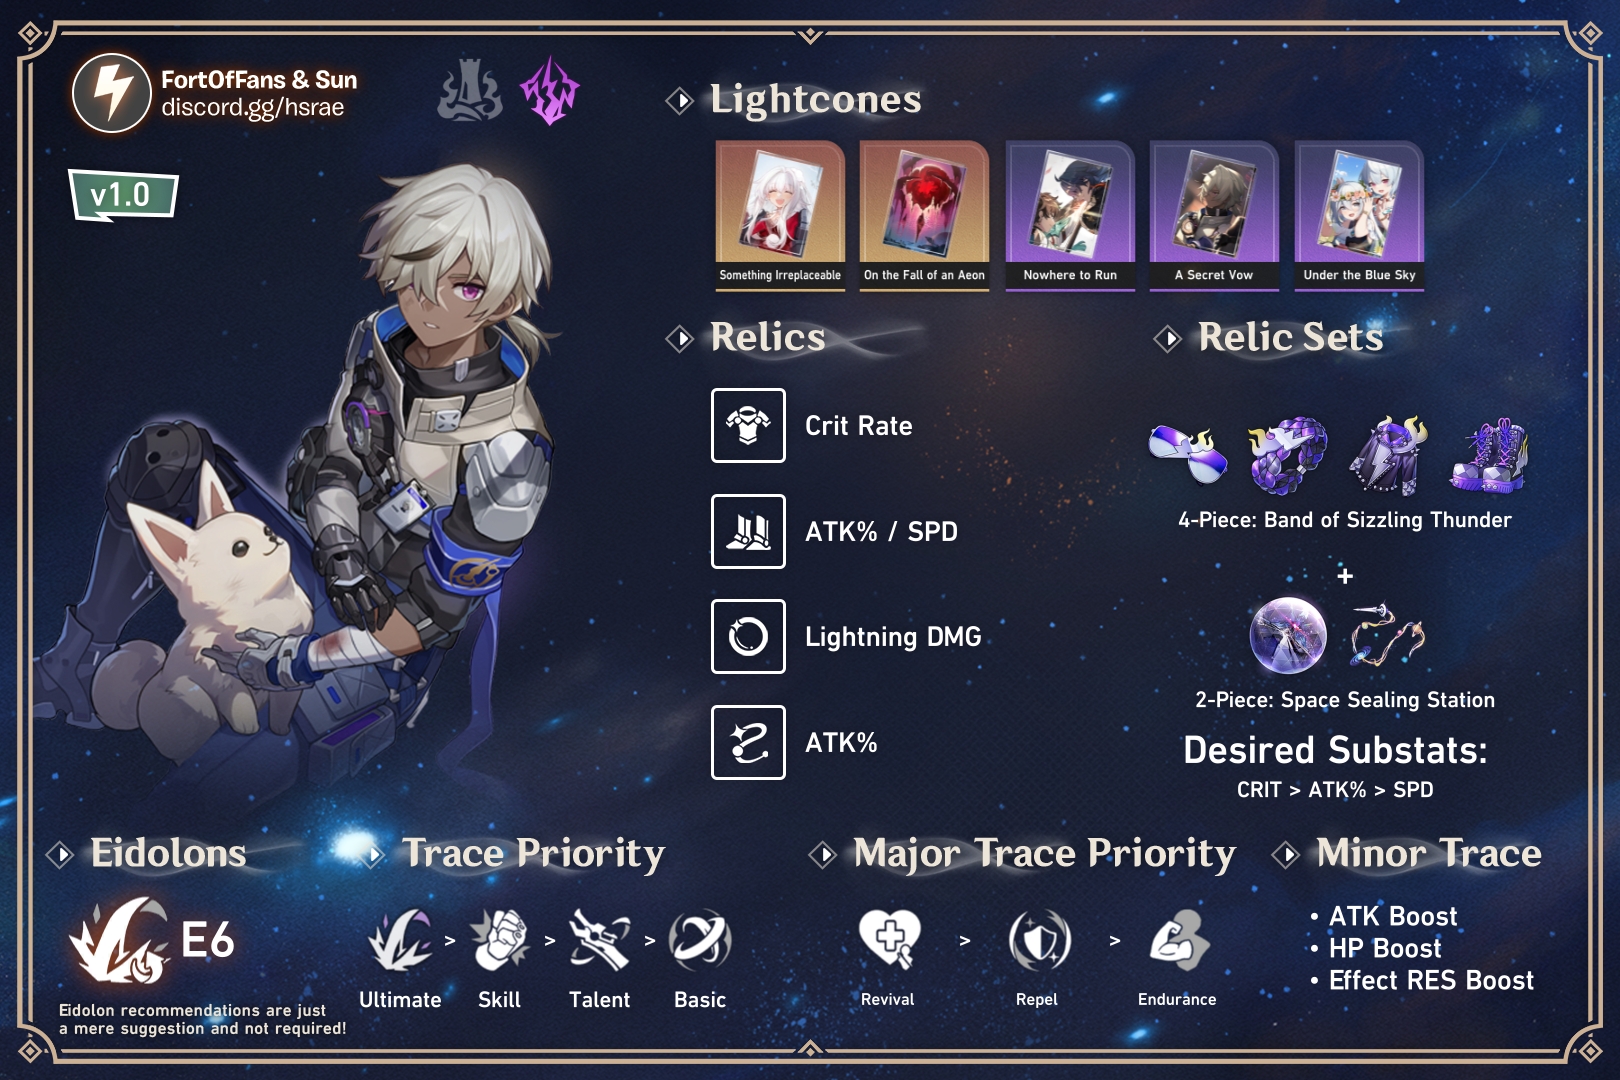 FortOfFans & Sun
discord.gg/hsrae
v1.0
Lightcones
Something Irreplaceable
On the Fall of an Aeon
Nowhere to Run
A Secret Vow
Under the Blue Sky
Relics
Crit Rate
ATK% / SPD
Lightning DMG
ATK%
Relic Sets
4-Piece: Band of Sizzling Thunder
+
2-Piece: Space Sealing Station
Desired Substats:
CRIT > ATK% > SPD
Eidolons
E6
Eidolon recommendations are just
a mere suggestion and not required!
Trace Priority
> > >
Ultimate Skill Talent Basic
Major Trace Priority
> >
Revival Repel Endurance
Minor Trace
• ATK Boost
• HP Boost
• Effect RES Boost